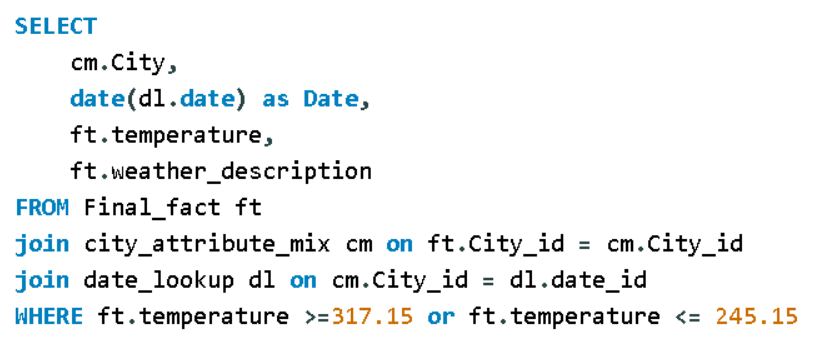 SELECT
cm.City,
date(dl.date) as Date,
ft.temperature,
ft.weather_description
FROM Final_fact ft
join city_attribute_mix cm on ft.City_id = cm.City_id
join date_lookup dl on cm.City_id = dl.date_id
WHERE ft.temperature >=317.15 or ft.temperature <= 245.15